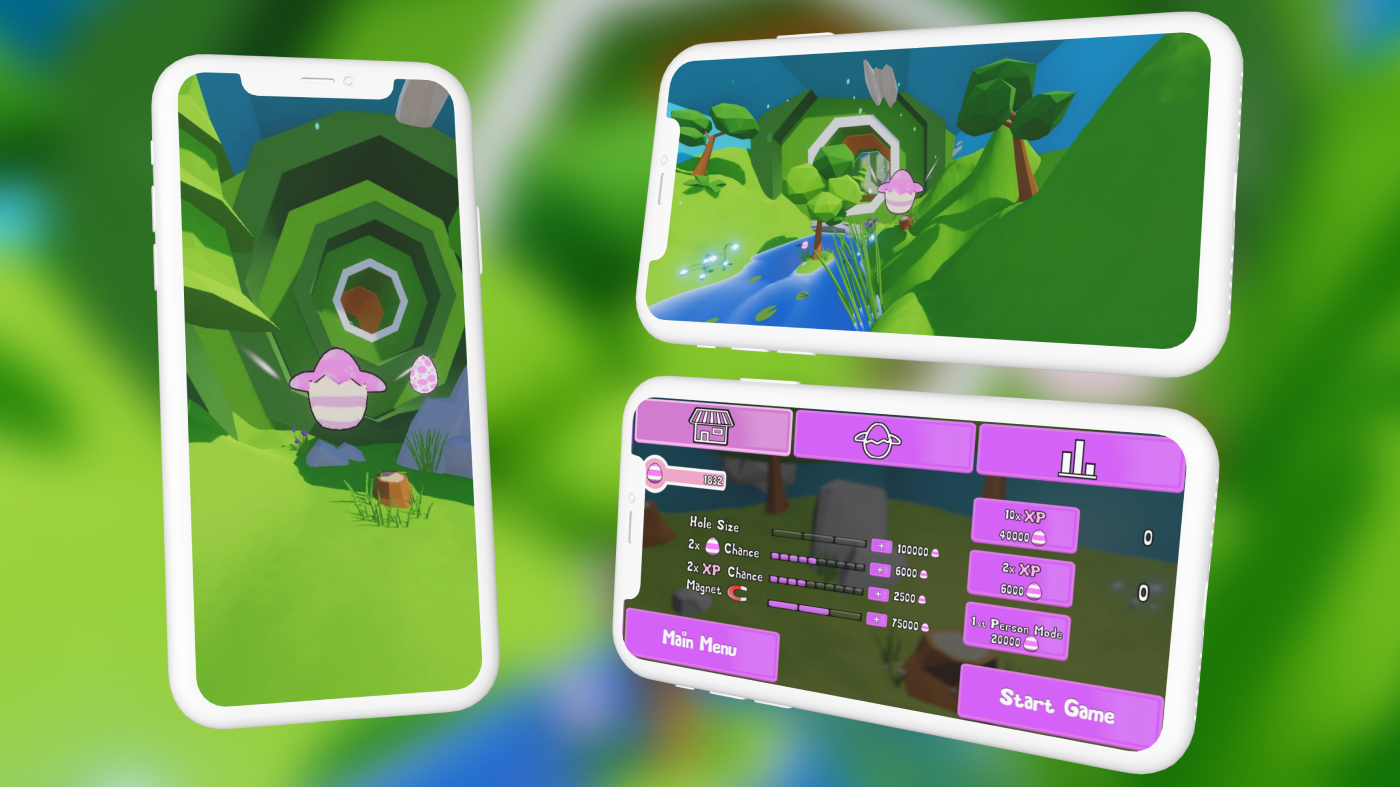 1832
Hole Size
+ 100000
2x Chance
+ 6000
2x XP Chance
+ 2500
Magnet
+ 75000
10x XP
40000
0
2x XP
6000
0
1st Person Mode
20000
Main Menu
Start Game